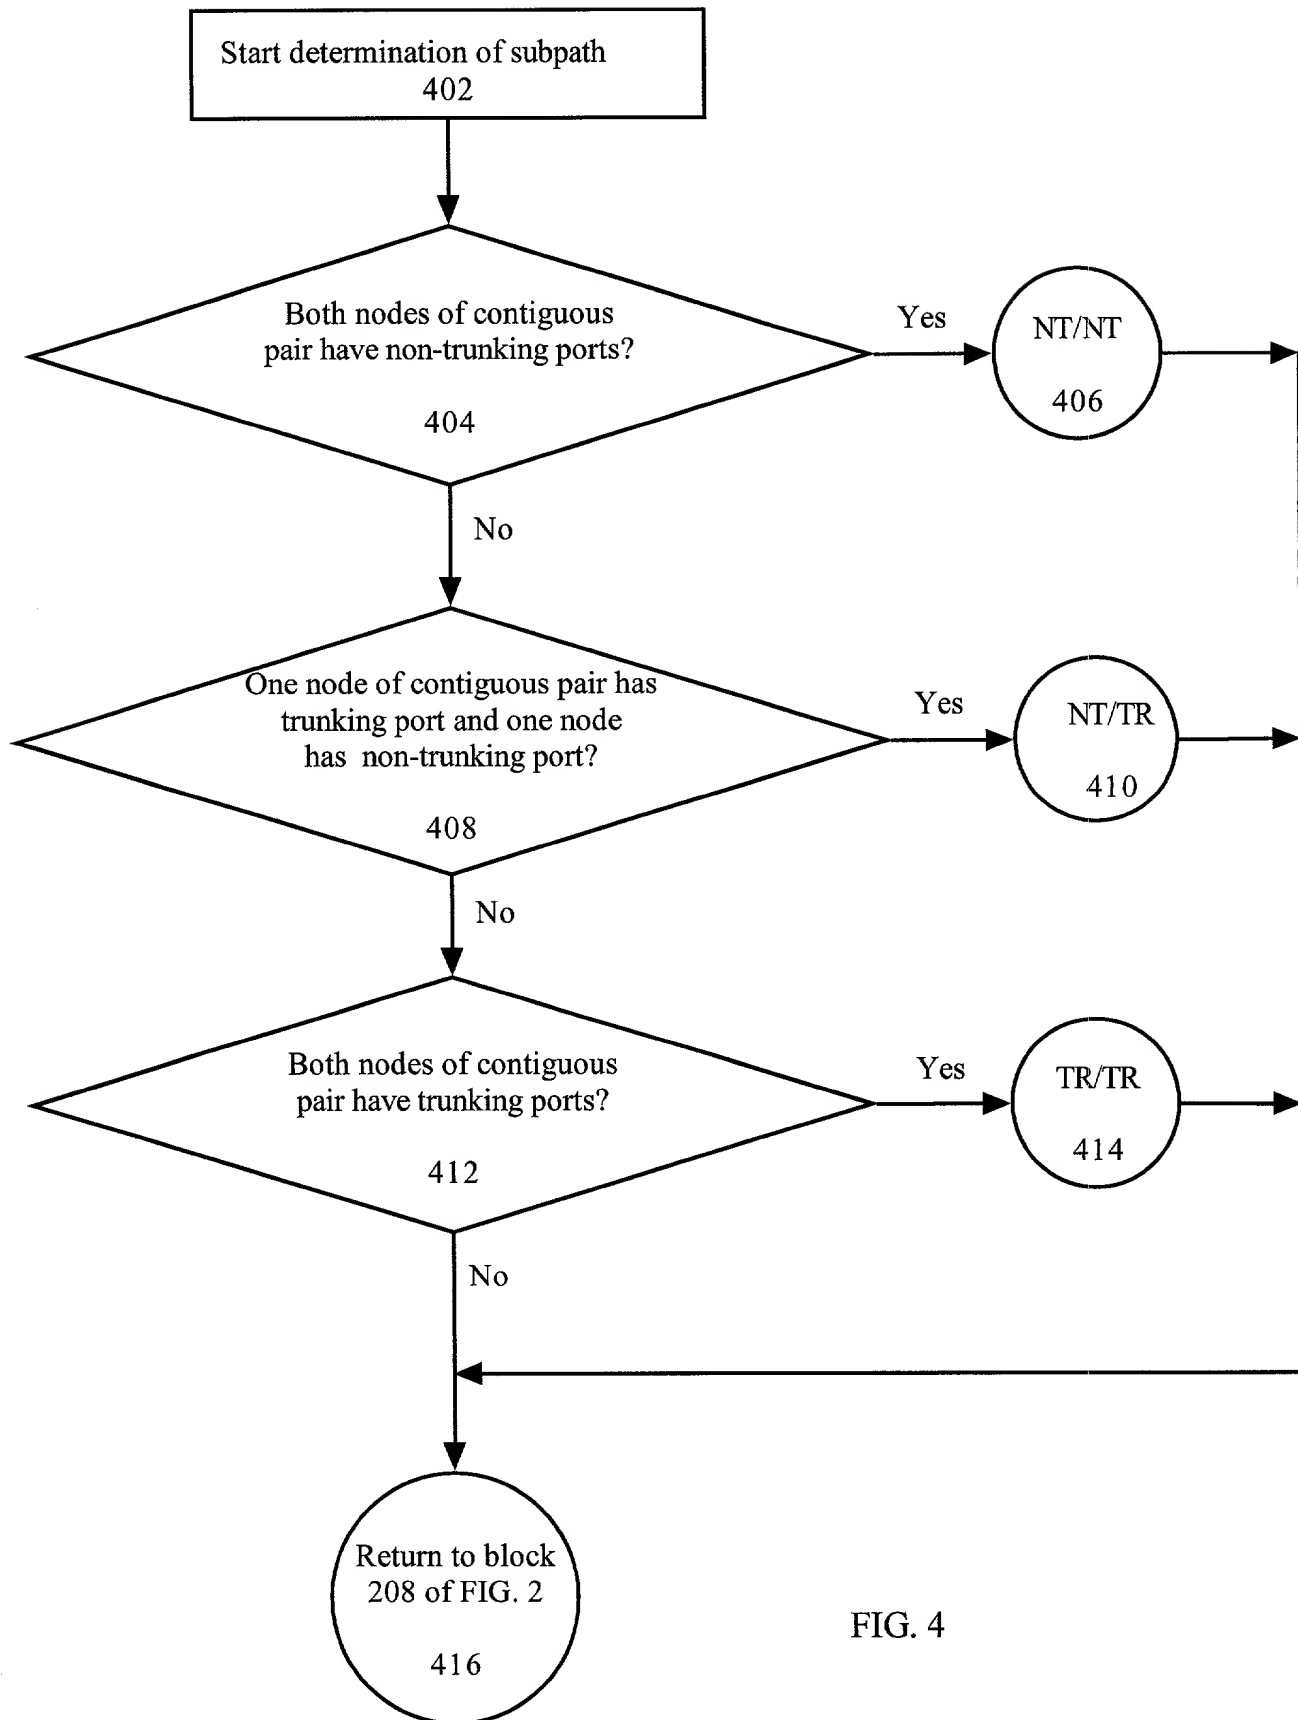 Start determination of subpath
402
Both nodes of contiguous
pair have non-trunking ports?
404
Yes
NT/NT
406
No
One node of contiguous pair has
trunking port and one node
has non-trunking port?
408
Yes
NT/TR
410
No
Both nodes of contiguous
pair have trunking ports?
412
Yes
TR/TR
414
No
Return to block
208 of FIG. 2
416
FIG. 4